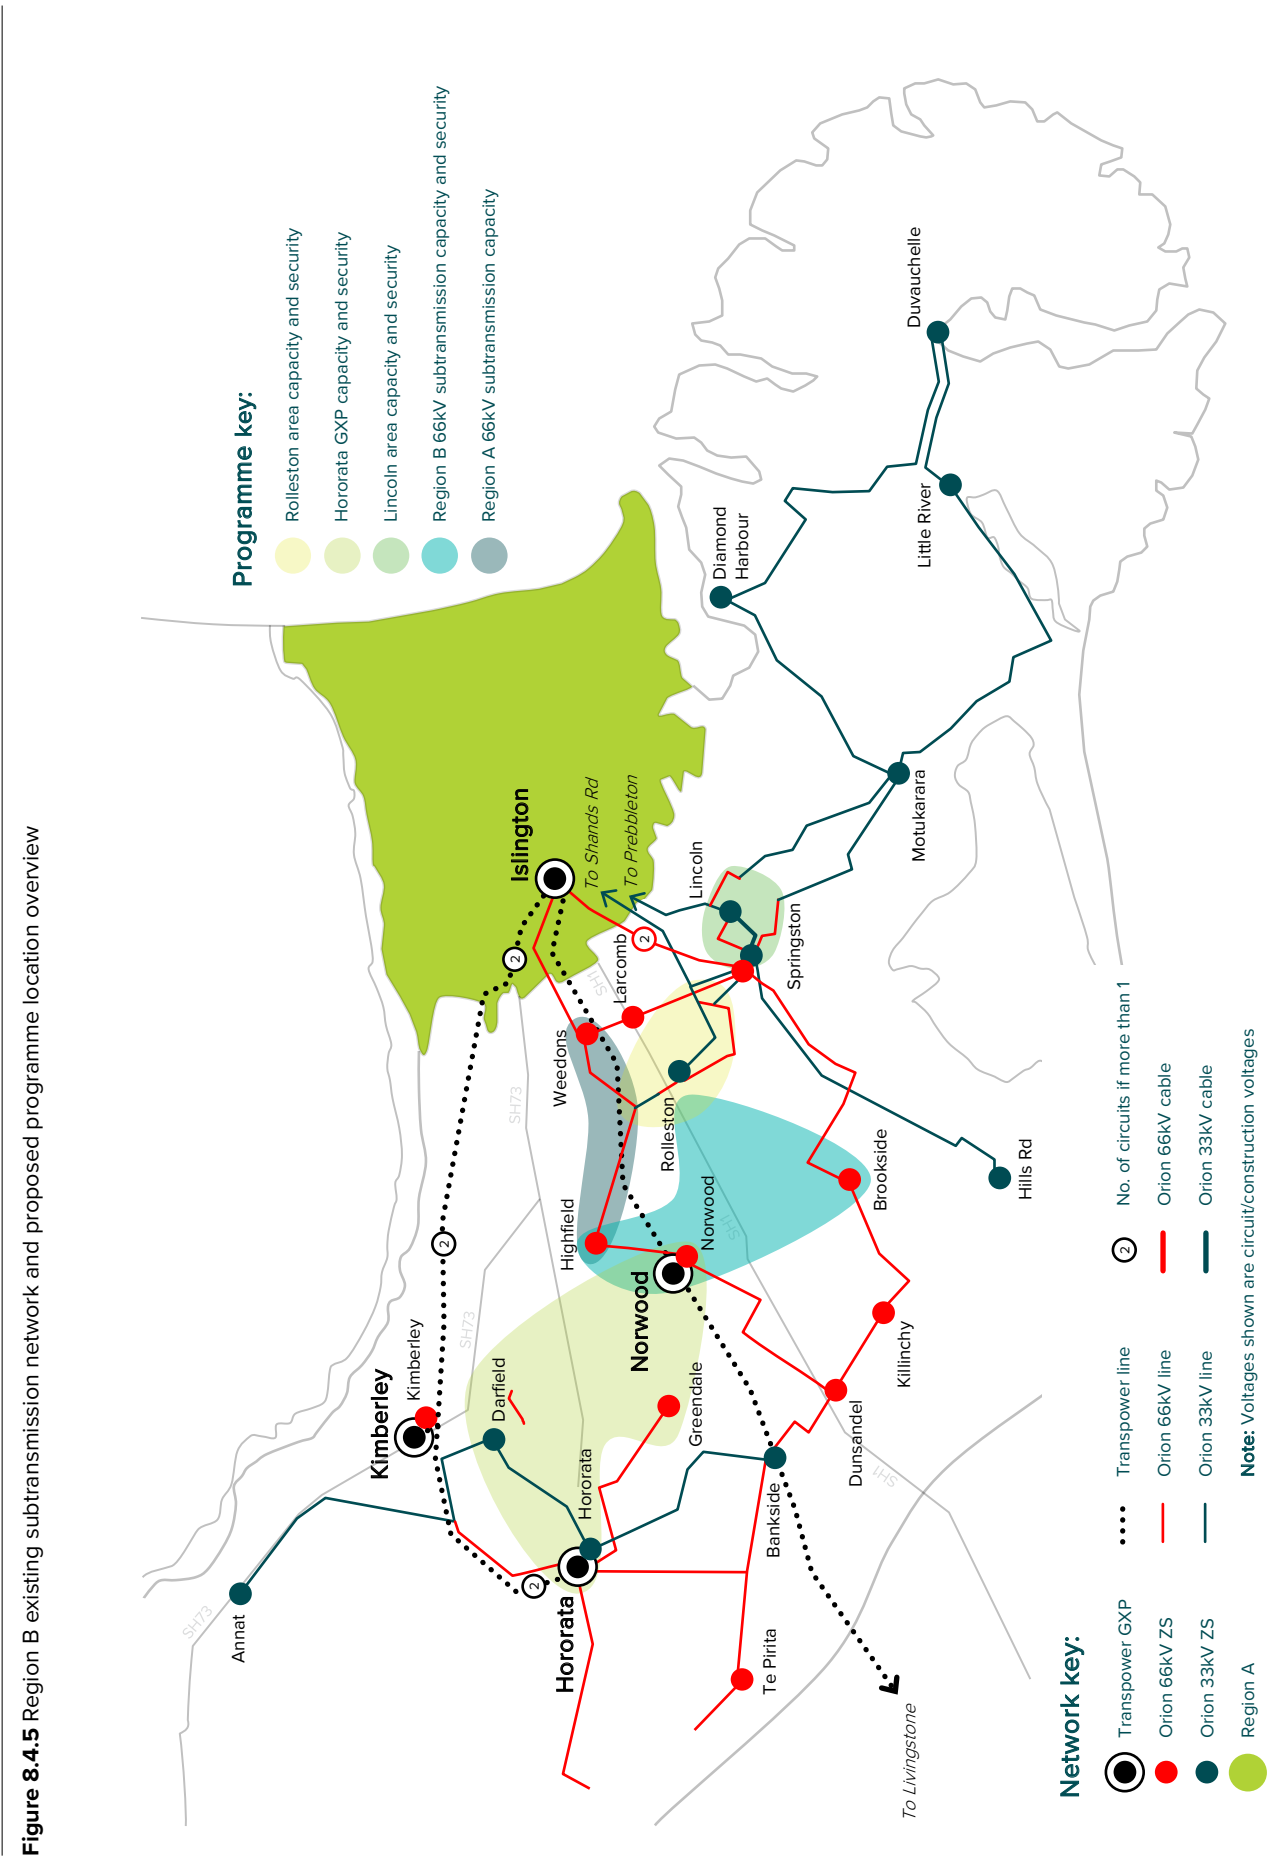 Figure 8.4.5 Region B existing subtransmission network and proposed programme location overview
Programme key:
Rolleston area capacity and security
Hororata GXP capacity and security
Lincoln area capacity and security
Region B 66kV subtransmission capacity and security
Region A 66kV subtransmission capacity
SH73
Annat
Kimberley
Kimberley
2
2
SH73
SH73
Islington
Darfield
2
Hororata
Hororata
Highfield
Weedons
Larcomb
SH1
To Shands Rd
To Prebbleton
2
Diamond
Harbour
Duvauchelle
Norwood
Norwood
Greendale
Rolleston
Lincoln
SH1
Springston
Little River
Te Pirita
Bankside
Dunsandel
SH1
Killinchy
Brookside
Motukarara
Hills Rd
To Livingstone
Network key:
Transpower GXP
Orion 66kV ZS
Orion 33kV ZS
Region A
Transpower line
Orion 66kV line
Orion 33kV line
2
No. of circuits if more than 1
Orion 66kV cable
Orion 33kV cable
Note: Voltages shown are circuit/construction voltages